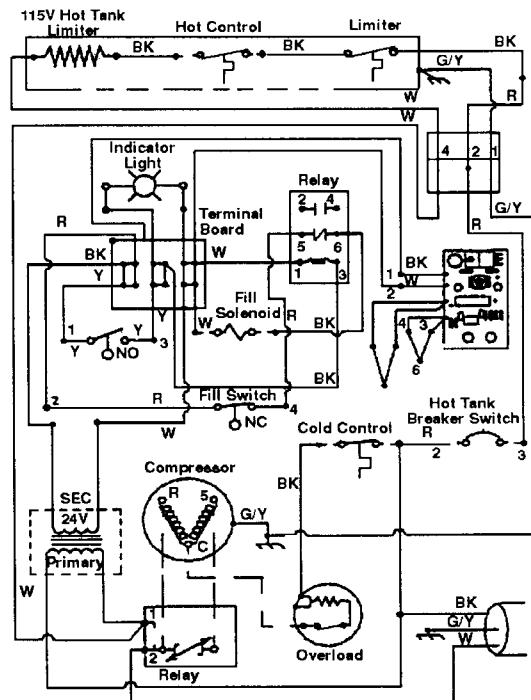 115V Hot Tank
Limiter
Hot Control
Limiter
BK
BK
BK
G/Y
W
W
R
4 2 1
G/Y
R
Indicator
Light
Relay
2 4
5 6
1 3
R
Terminal
Board
BK
Y
W
Y
1
BK
2
W
1 Y Y 3
NO
W
Fill
Solenoid
R
BK
4 3
6
BK
2
R
Fill Switch
4
NC
W
Hot Tank
Breaker Switch
Cold Control
R
2
3
Compressor
BK
SEC
24V
R 5
C
G/Y
Primary
W
1
2
Relay
Overload
BK
G/Y
W